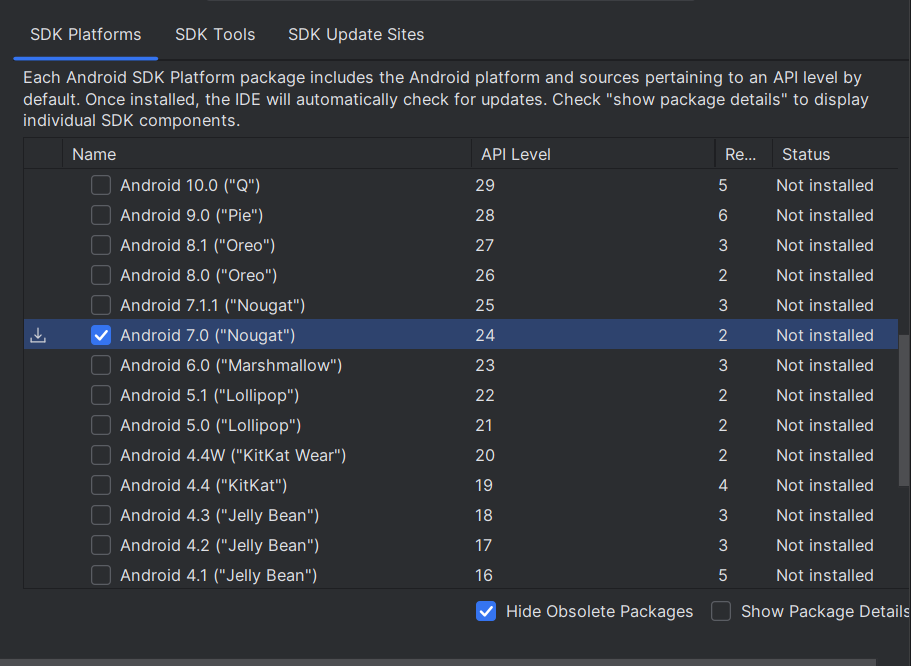 SDK Platforms SDK Tools SDK Update Sites
Each Android SDK Platform package includes the Android platform and sources pertaining to an API level by
default. Once installed, the IDE will automatically check for updates. Check "show package details" to display
individual SDK components.
Name API Level Re... Status
Android 10.0 ("Q") 29 5 Not installed
Android 9.0 ("Pie") 28 6 Not installed
Android 8.1 ("Oreo") 27 3 Not installed
Android 8.0 ("Oreo") 26 2 Not installed
Android 7.1.1 ("Nougat") 25 3 Not installed
Android 7.0 ("Nougat") 24 2 Not installed
Android 6.0 ("Marshmallow") 23 3 Not installed
Android 5.1 ("Lollipop") 22 2 Not installed
Android 5.0 ("Lollipop") 21 2 Not installed
Android 4.4W ("KitKat Wear") 20 2 Not installed
Android 4.4 ("KitKat") 19 4 Not installed
Android 4.3 ("Jelly Bean") 18 3 Not installed
Android 4.2 ("Jelly Bean") 17 3 Not installed
Android 4.1 ("Jelly Bean") 16 5 Not installed
Hide Obsolete Packages Show Package Details